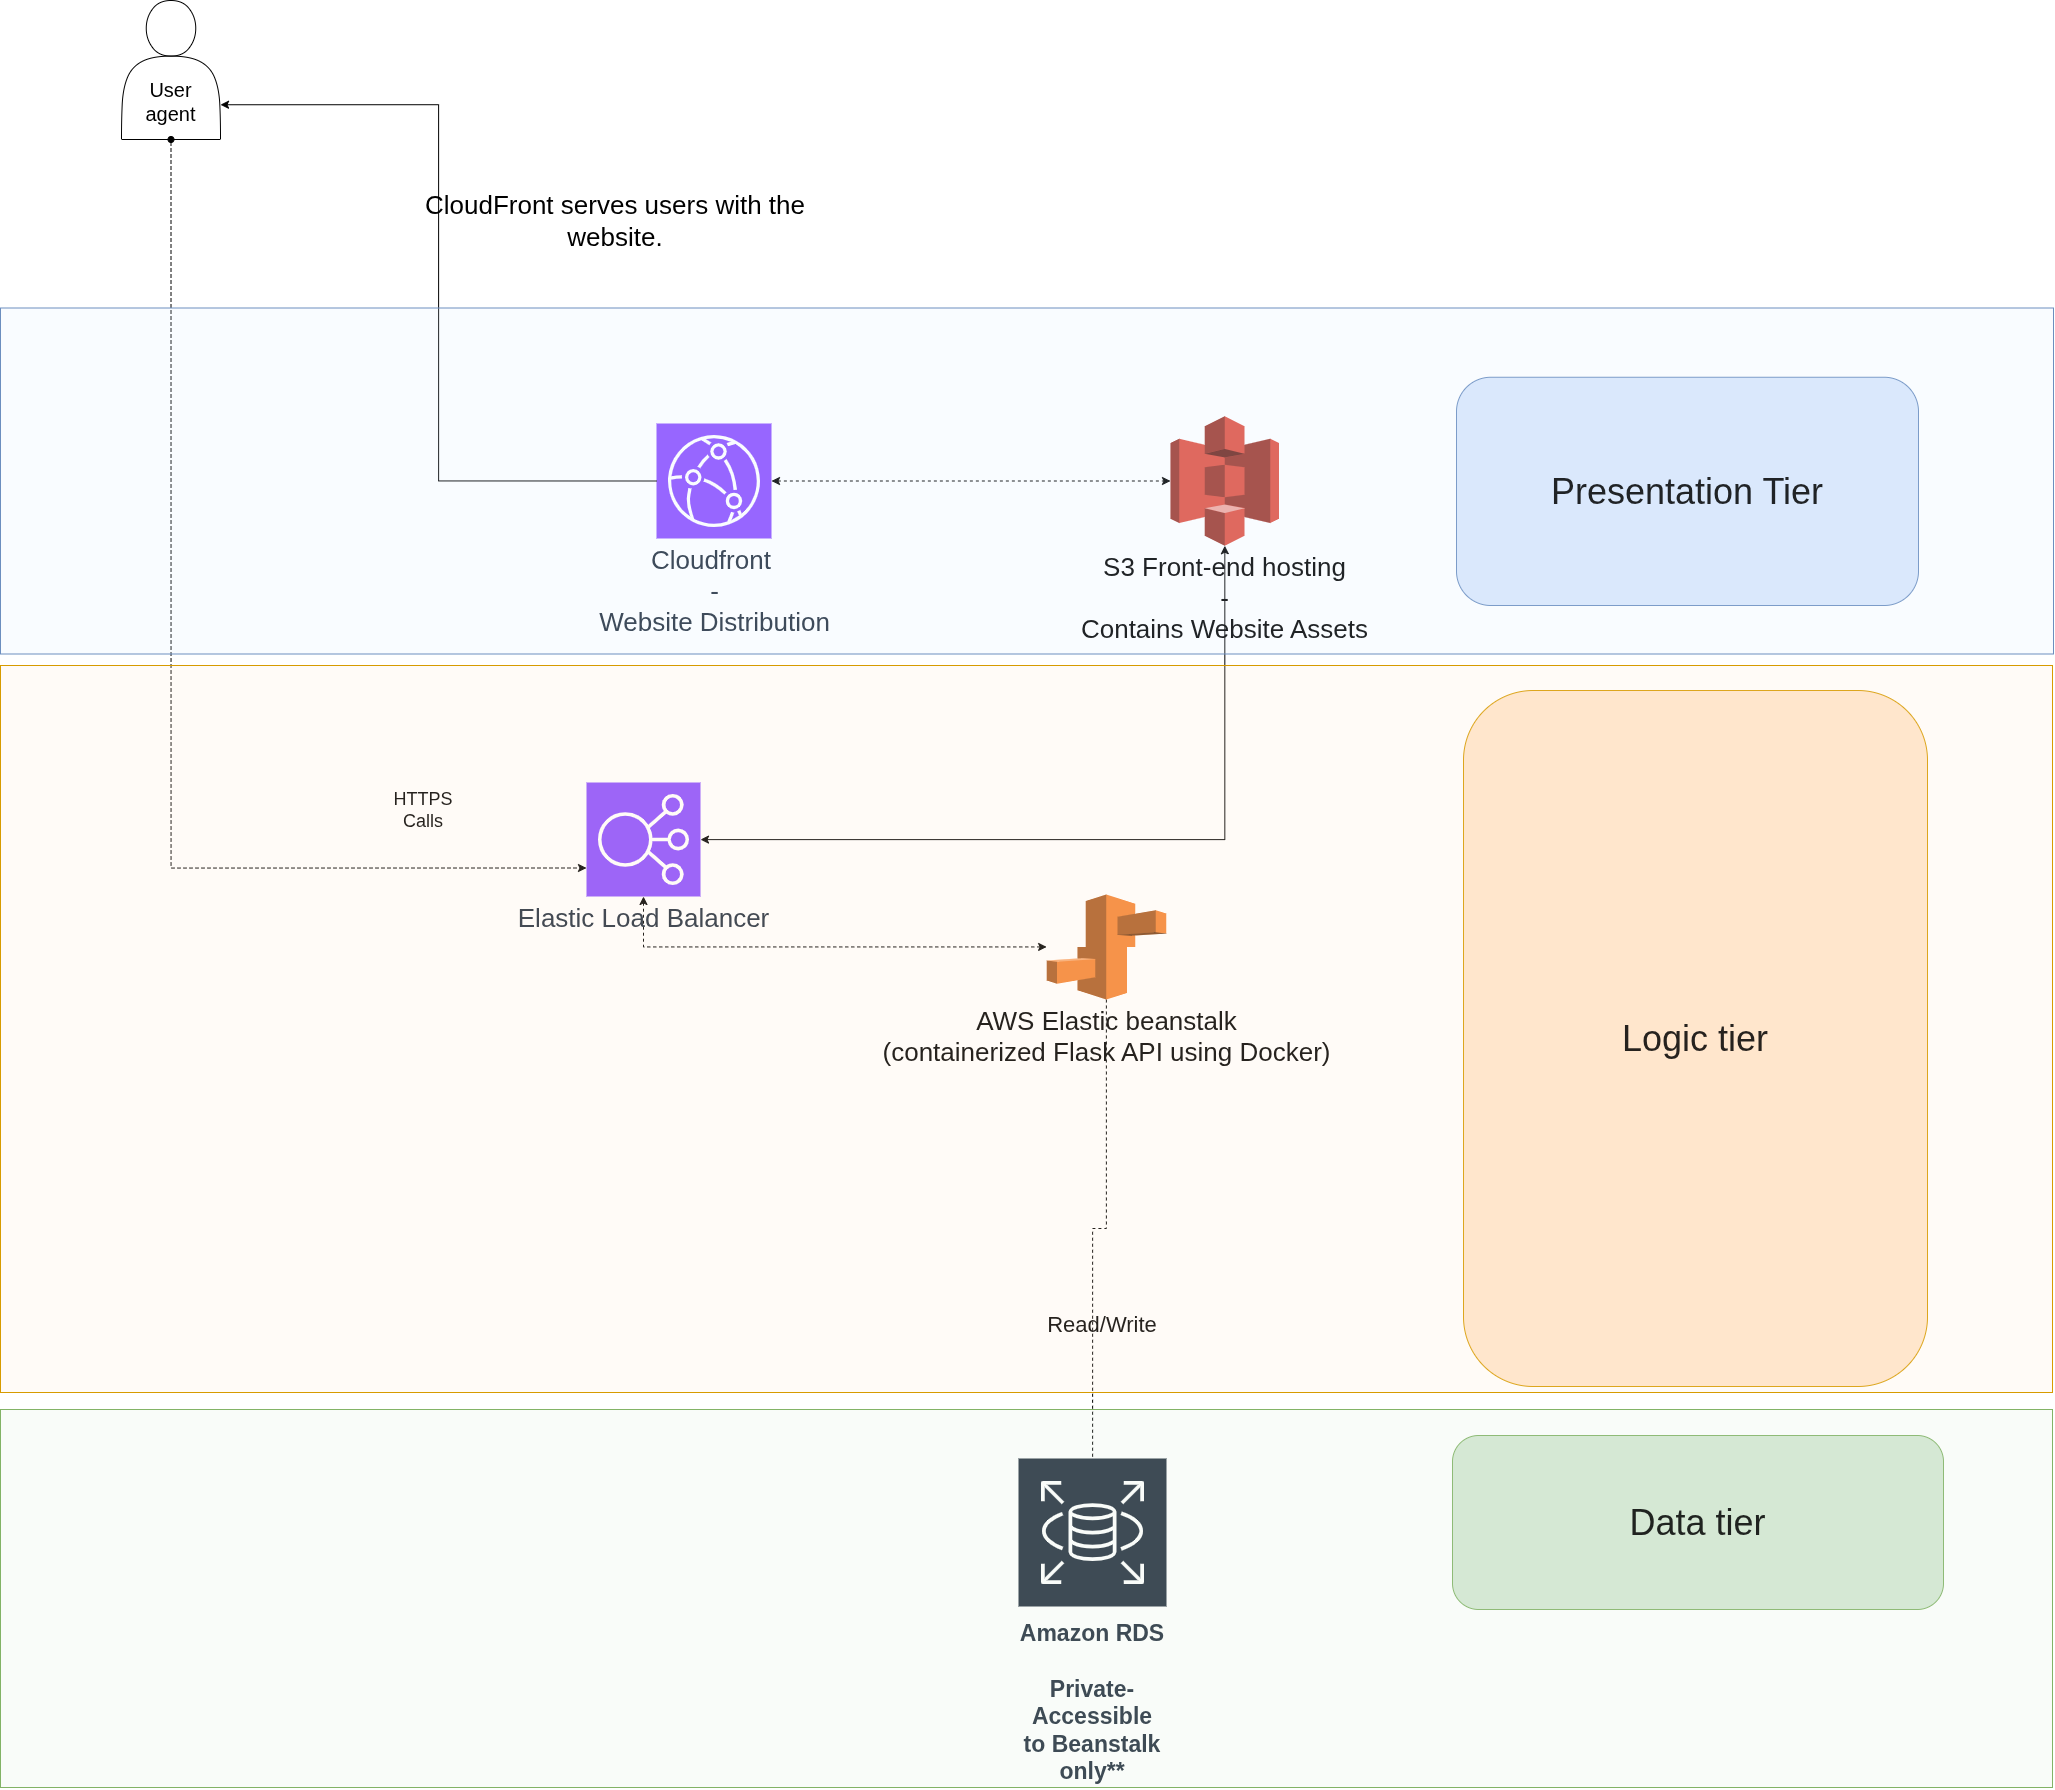 User
agent
CloudFront serves users with the
website.
Cloudfront
-
Website Distribution
S3 Front-end hosting
-
Contains Website Assets
Presentation Tier
HTTPS
Calls
Elastic Load Balancer
AWS Elastic beanstalk
(containerized Flask API using Docker)
Logic tier
Read/Write
Amazon RDS
Private-
Accessible
to Beanstalk
only**
Data tier